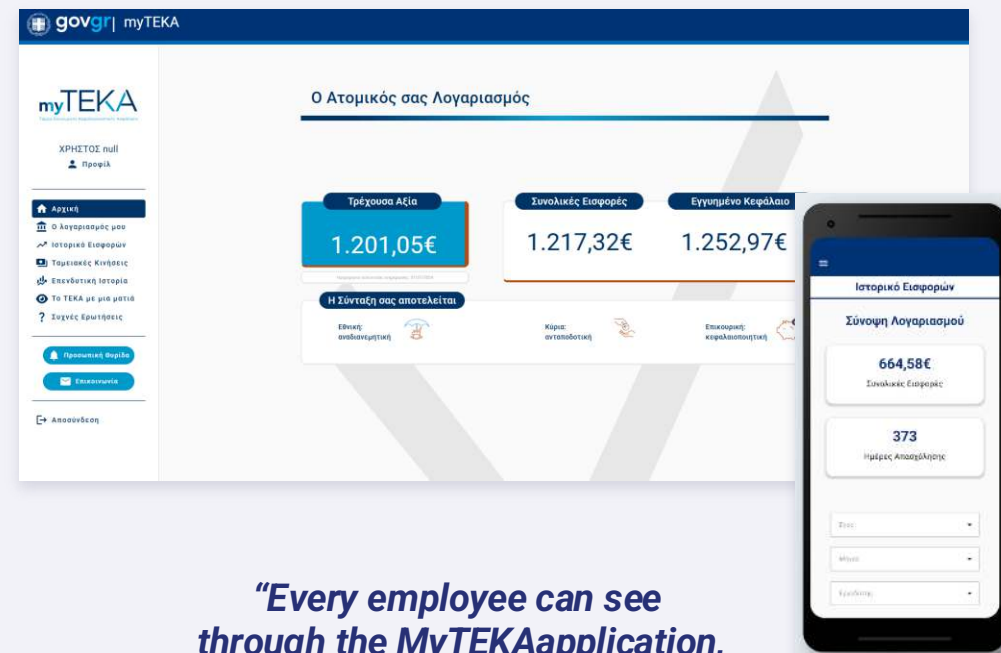 govgr| myTEKA
myTEKA
ΧΡΗΣΤΟΣ null
Προφίλ
Αρχική
Ο λογαριασμός μου
Ιστορικό Εισφορών
Ταμειακές Κινήσεις
Επενδυτική Ιστορία
Το ΤΕΚΑ με μια ματιά
? Συχνές Ερωτήσεις
Προσωπική Θυρίδα
Επικοινωνία
Αποσύνδεση
Ο Ατομικός σας Λογαριασμός
Τρέχουσα Αξία
1.201,05€
Συνολικές Εισφορές
1.217,32€
Εγγυημένο Κεφάλαιο
1.252,97€
Η Σύνταξη σας αποτελείται
Εθνική:
αναδιανεμητική
Κύρια:
ανταποδοτική
Επικουρική:
κεφαλαιοποιητική
Ιστορικό Εισφορών
Σύνοψη Λογαριασμού
664,58€
Συνολικές Εισφορές
373
Ημέρες Απασχόλησης
Έτος
Μήνας
Εργοδότης
“Every employee can see
through the MyTEKAapplication,